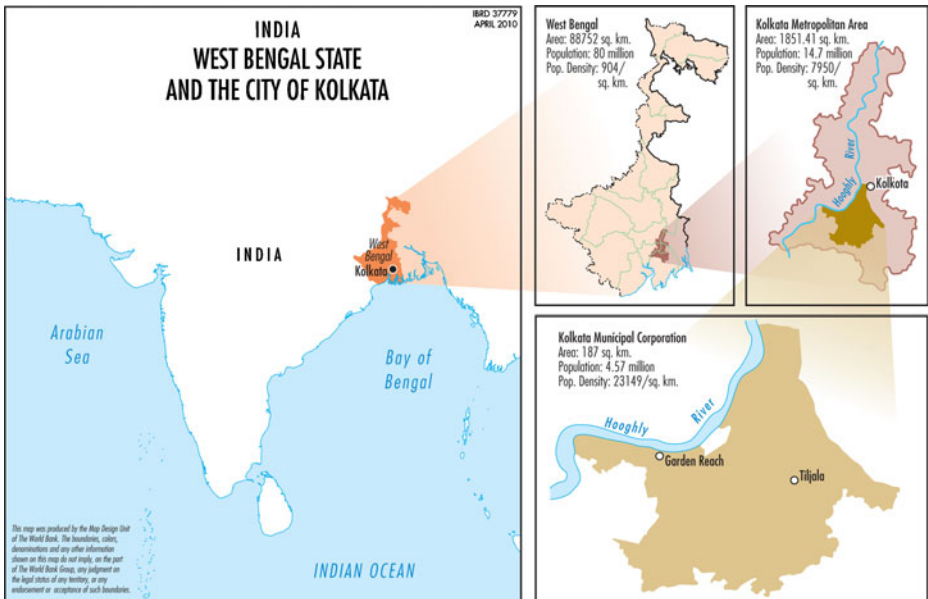 IBRD 37779
APRIL 2010
INDIA
WEST BENGAL STATE
AND THE CITY OF KOLKATA
INDIA
West
Bengal
Kolkata
Arabian
Sea
Bay of
Bengal
INDIAN OCEAN
This map was produced by the Map Design Unit
of The World Bank. The boundaries, colors,
denominations and any other information
shown on this map do not imply, on the part
of The World Bank Group, any judgment on
the legal status of any territory, or any
endorsement or acceptance of such boundaries.
West Bengal
Area: 88752 sq. km.
Population: 80 million
Pop. Density: 904/
sq. km.
Kolkata Metropolitan Area
Area: 1851.41 sq. km.
Population: 14.7 million
Pop. Density: 7950/
sq. km.
Hooghly River
Kolkota
Kolkata Municipal Corporation
Area: 187 sq. km.
Population: 4.57 million
Pop. Density: 23149/sq. km.
Hooghly River
Garden Reach
Tiljala